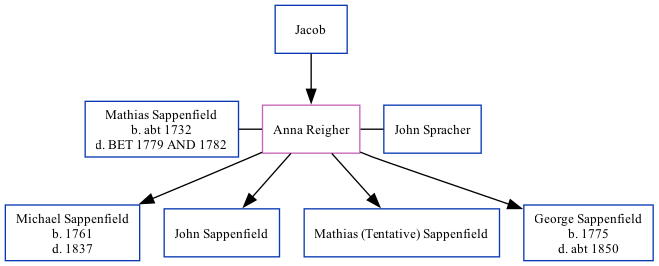 Jacob
Mathias Sappenfield
b. abt 1732
d. BET 1779 AND 1782
Anna Reigher
John Spracher
Michael Sappenfield
b. 1761
d. 1837
John Sappenfield
Mathias (Tentative) Sappenfield
George Sappenfield
b. 1775
d. abt 1850